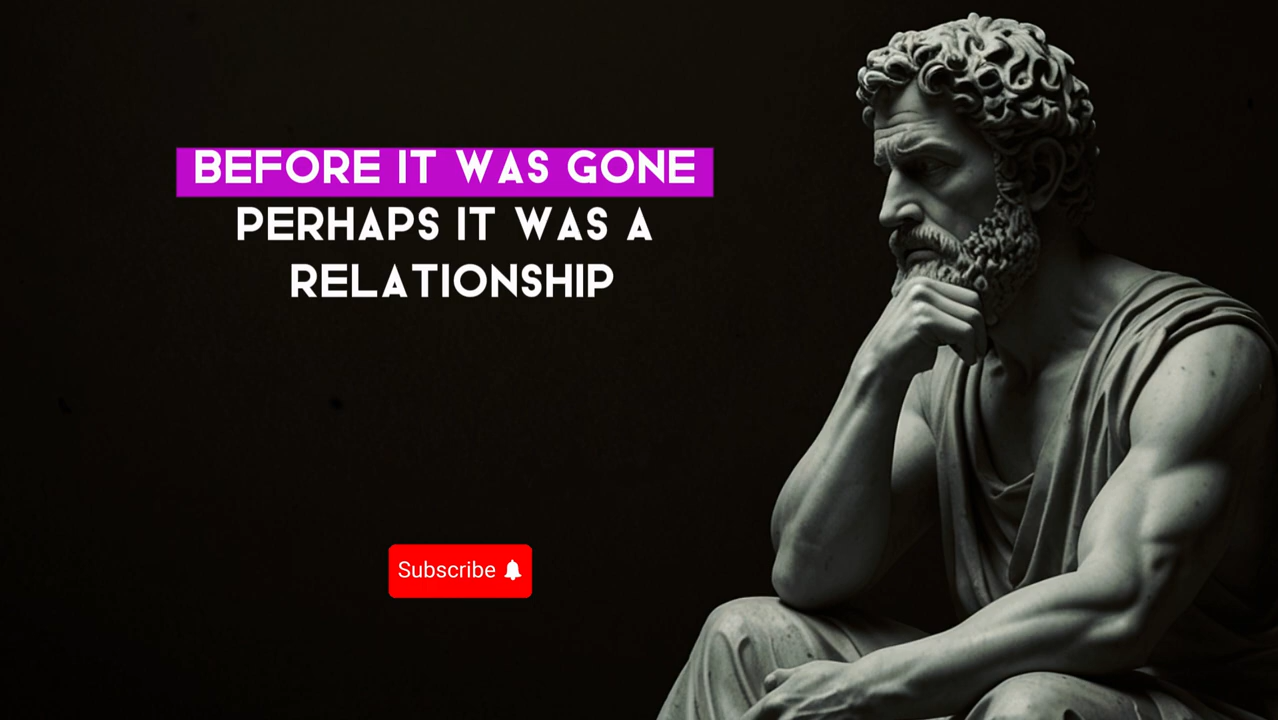 BEFORE IT WAS GONE
PERHAPS IT WAS A
RELATIONSHIP
Subscribe